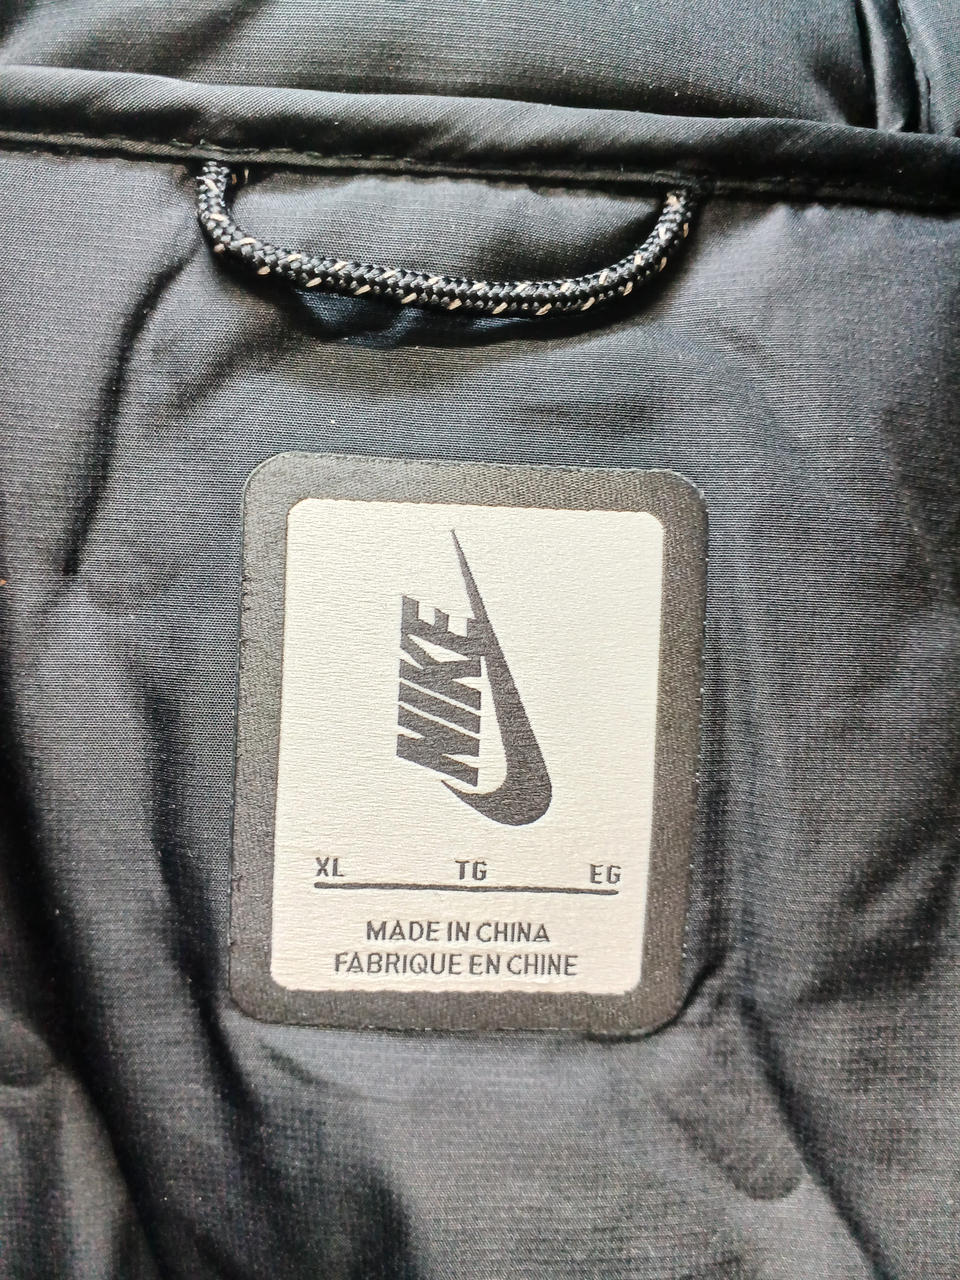 NIKE
XL TG EG
MADE IN CHINA
FABRIQUE EN CHINE